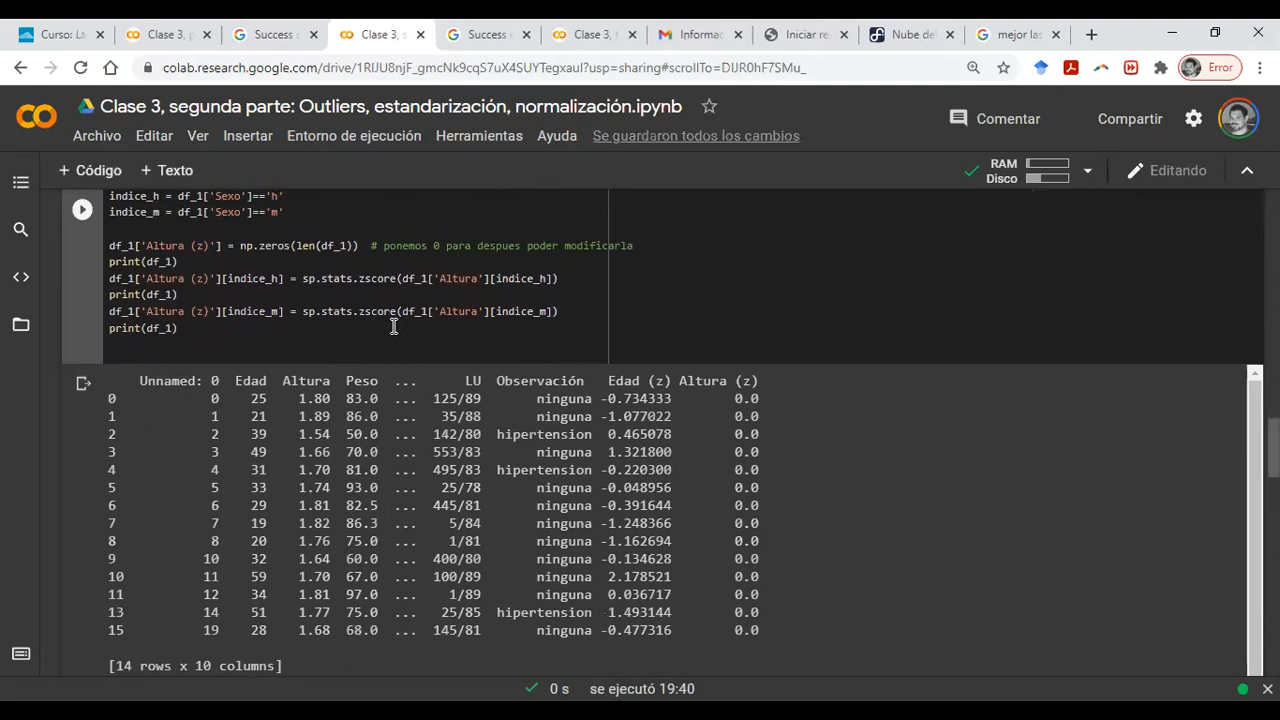 Curso: La
Clase 3, p
Success c
Clase 3, s
Success c
Clase 3, t
Informac
Iniciar re
Nube del
mejor las
colab.research.google.com/drive/1RlJU8njF_gmcNk9cqS7uX4SUYTegxauI?usp=sharing#scrollTo=DlJR0hF7SMu_
Error
Clase 3, segunda parte: Outliers, estandarización, normalización.ipynb
Archivo Editar Ver Insertar Entorno de ejecución Herramientas Ayuda Se guardaron todos los cambios
Comentar Compartir
+ Código + Texto
RAM
Disco
Editando
indice_h = df_1['Sexo']=='h'
indice_m = df_1['Sexo']=='m'
df_1['Altura (z)'] = np.zeros(len(df_1)) # ponemos 0 para despues poder modificarla
print(df_1)
df_1['Altura (z)'][indice_h] = sp.stats.zscore(df_1['Altura'][indice_h])
print(df_1)
df_1['Altura (z)'][indice_m] = sp.stats.zscore(df_1['Altura'][indice_m])
print(df_1)
Unnamed: 0 Edad Altura Peso ... LU Observación Edad (z) Altura (z)
0 0 25 1.80 83.0 ... 125/89 ninguna -0.734333 0.0
1 1 21 1.89 86.0 ... 35/88 ninguna -1.077022 0.0
2 2 39 1.54 50.0 ... 142/80 hipertension 0.465078 0.0
3 3 49 1.66 70.0 ... 553/83 ninguna 1.321800 0.0
4 4 31 1.70 81.0 ... 495/83 hipertension -0.220300 0.0
5 5 33 1.74 93.0 ... 25/78 ninguna -0.048956 0.0
6 6 29 1.81 82.5 ... 445/81 ninguna -0.391644 0.0
7 7 19 1.82 86.3 ... 5/84 ninguna -1.248366 0.0
8 8 20 1.76 75.0 ... 1/81 ninguna -1.162694 0.0
9 10 32 1.64 60.0 ... 400/80 ninguna -0.134628 0.0
10 11 59 1.70 67.0 ... 100/89 ninguna 2.178521 0.0
11 12 34 1.81 97.0 ... 1/89 ninguna 0.036717 0.0
13 14 51 1.77 75.0 ... 25/85 hipertension 1.493144 0.0
15 19 28 1.68 68.0 ... 145/81 ninguna -0.477316 0.0
[14 rows x 10 columns]
0 s se ejecutó 19:40